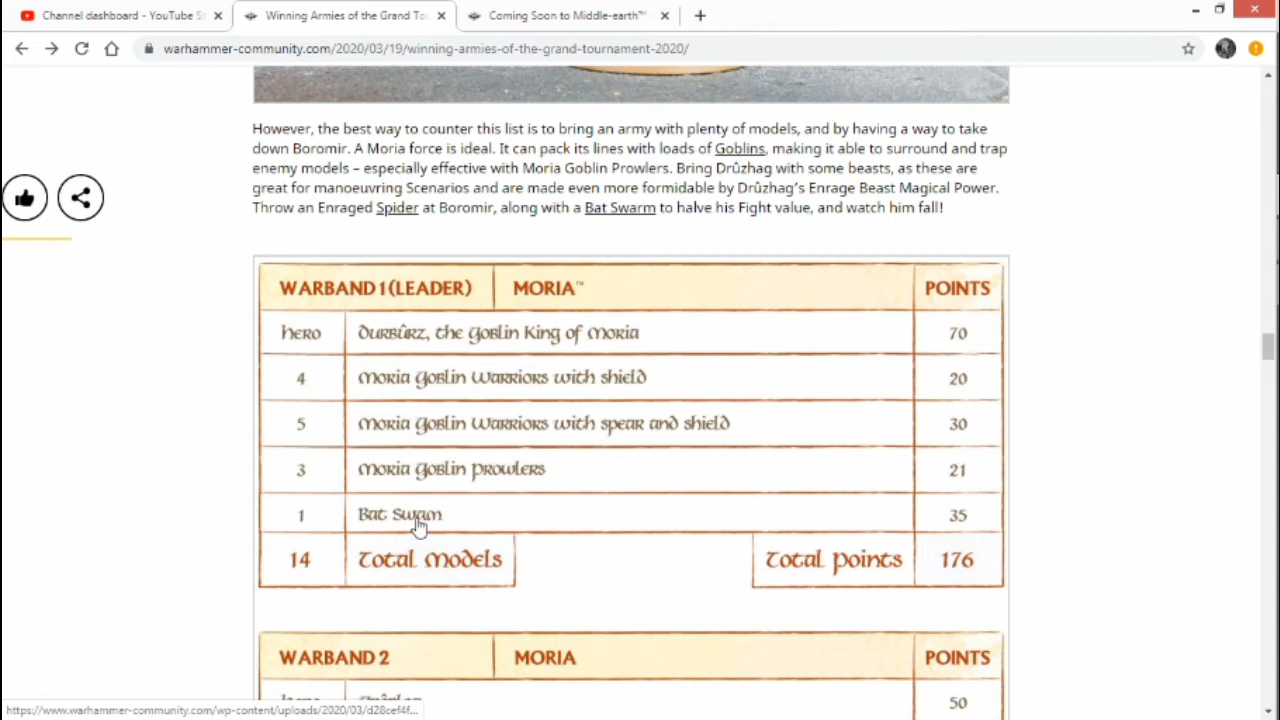 Channel dashboard - YouTube S
Winning Armies of the Grand To
Coming Soon to Middle-earth™ -
warhammer-community.com/2020/03/19/winning-armies-of-the-grand-tournament-2020/
However, the best way to counter this list is to bring an army with plenty of models, and by having a way to take
down Boromir. A Moria force is ideal. It can pack its lines with loads of Goblins, making it able to surround and trap
enemy models – especially effective with Moria Goblin Prowlers. Bring Drûzhag with some beasts, as these are
great for manoeuvring Scenarios and are made even more formidable by Drûzhag's Enrage Beast Magical Power.
Throw an Enraged Spider at Boromir, along with a Bat Swarm to halve his Fight value, and watch him fall!
WARBAND 1 (LEADER) MORIA™ POINTS
hero Durbûrz, the Goblin King of Moria 70
4 Moria Goblin Warriors with shield 20
5 Moria Goblin Warriors with spear and shield 30
3 Moria Goblin Prowlers 21
1 Bat Swam 35
14 Total Models Total Points 176
WARBAND 2 MORIA POINTS
50
https://www.warhammer-community.com/wp-content/uploads/2020/03/d28cef4f...